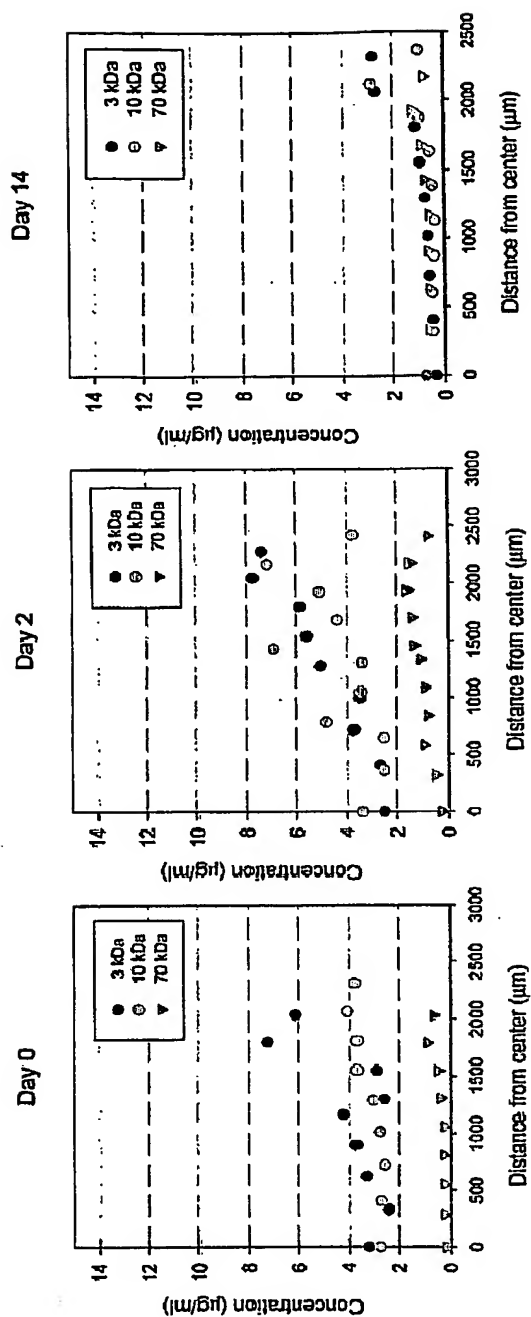 Day 0
Concentration (µg/ml)
14
12
10
8
6
4
2
0
3 kDa
10 kDa
70 kDa
0
500
1000
1500
2000
2500
3000
Distance from center (µm)
Day 2
Concentration (µg/ml)
14
12
10
8
6
4
2
0
3 kDa
10 kDa
70 kDa
0
500
1000
1500
2000
2500
3000
Distance from center (µm)
Day 14
Concentration (µg/ml)
14
12
10
8
6
4
2
0
3 kDa
10 kDa
70 kDa
0
500
1000
1500
2000
2500
Distance from center (µm)